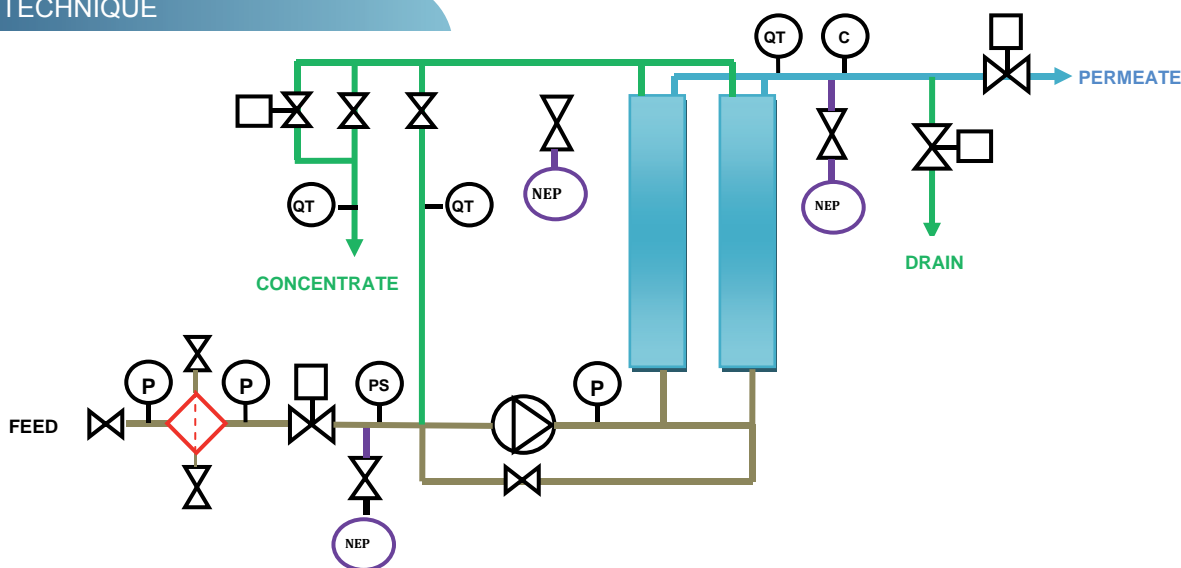 TECHNIQUE
QT
C
PERMEATE
NEP
NEP
QT
QT
DRAIN
CONCENTRATE
P
P
PS
P
FEED
NEP